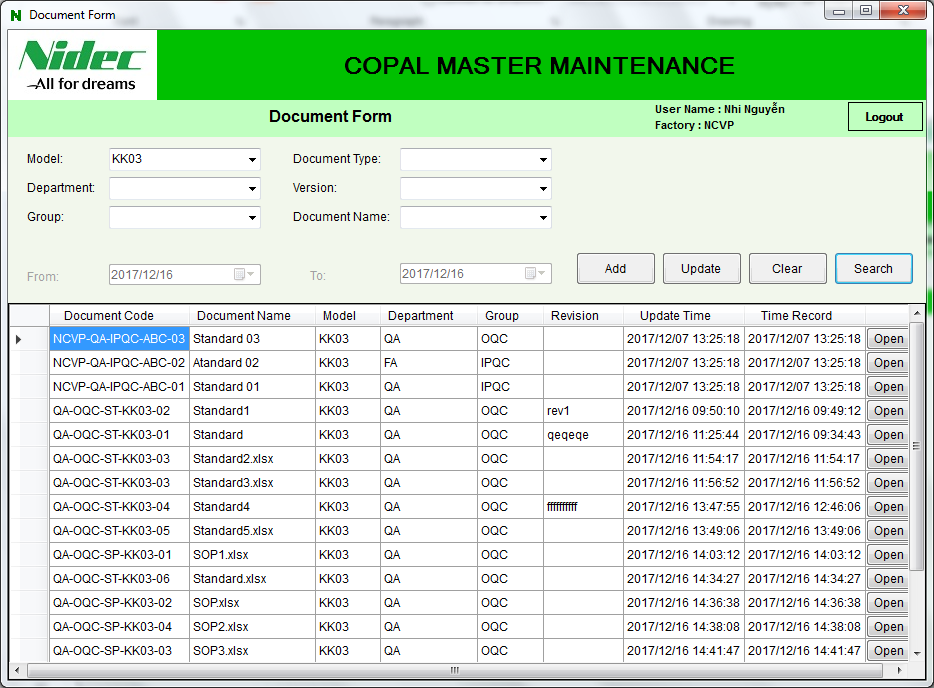 Document Form
Nidec
All for dreams
COPAL MASTER MAINTENANCE
Document Form
User Name : Nhi Nguyễn
Factory : NCVP
Logout
Model: KK03 Document Type:
Department: Version:
Group: Document Name:
From: 2017/12/16 To: 2017/12/16 Add Update Clear Search
Document Code Document Name Model Department Group Revision Update Time Time Record
NCVP-QA-IPQC-ABC-03 Standard 03 KK03 QA OQC 2017/12/07 13:25:18 2017/12/07 13:25:18 Open
NCVP-QA-IPQC-ABC-02 Atandard 02 KK03 FA IPQC 2017/12/07 13:25:18 2017/12/07 13:25:18 Open
NCVP-QA-IPQC-ABC-01 Standard 01 KK03 QA IPQC 2017/12/07 13:25:18 2017/12/07 13:25:18 Open
QA-OQC-ST-KK03-02 Standard1 KK03 QA OQC rev1 2017/12/16 09:50:10 2017/12/16 09:49:12 Open
QA-OQC-ST-KK03-01 Standard KK03 QA OQC qeqeqe 2017/12/16 11:25:44 2017/12/16 09:34:43 Open
QA-OQC-ST-KK03-03 Standard2.xlsx KK03 QA OQC 2017/12/16 11:54:17 2017/12/16 11:54:17 Open
QA-OQC-ST-KK03-03 Standard3.xlsx KK03 QA OQC 2017/12/16 11:56:52 2017/12/16 11:56:52 Open
QA-OQC-ST-KK03-04 Standard4 KK03 QA OQC ffffffffff 2017/12/16 13:47:55 2017/12/16 12:46:06 Open
QA-OQC-ST-KK03-05 Standard5.xlsx KK03 QA OQC 2017/12/16 13:49:06 2017/12/16 13:49:06 Open
QA-OQC-SP-KK03-01 SOP1.xlsx KK03 QA OQC 2017/12/16 14:03:12 2017/12/16 14:03:12 Open
QA-OQC-ST-KK03-06 Standard.xlsx KK03 QA OQC 2017/12/16 14:34:27 2017/12/16 14:34:27 Open
QA-OQC-SP-KK03-02 SOP.xlsx KK03 QA OQC 2017/12/16 14:36:38 2017/12/16 14:36:38 Open
QA-OQC-SP-KK03-04 SOP2.xlsx KK03 QA OQC 2017/12/16 14:38:08 2017/12/16 14:38:08 Open
QA-OQC-SP-KK03-03 SOP3.xlsx KK03 QA OQC 2017/12/16 14:41:47 2017/12/16 14:41:47 Open